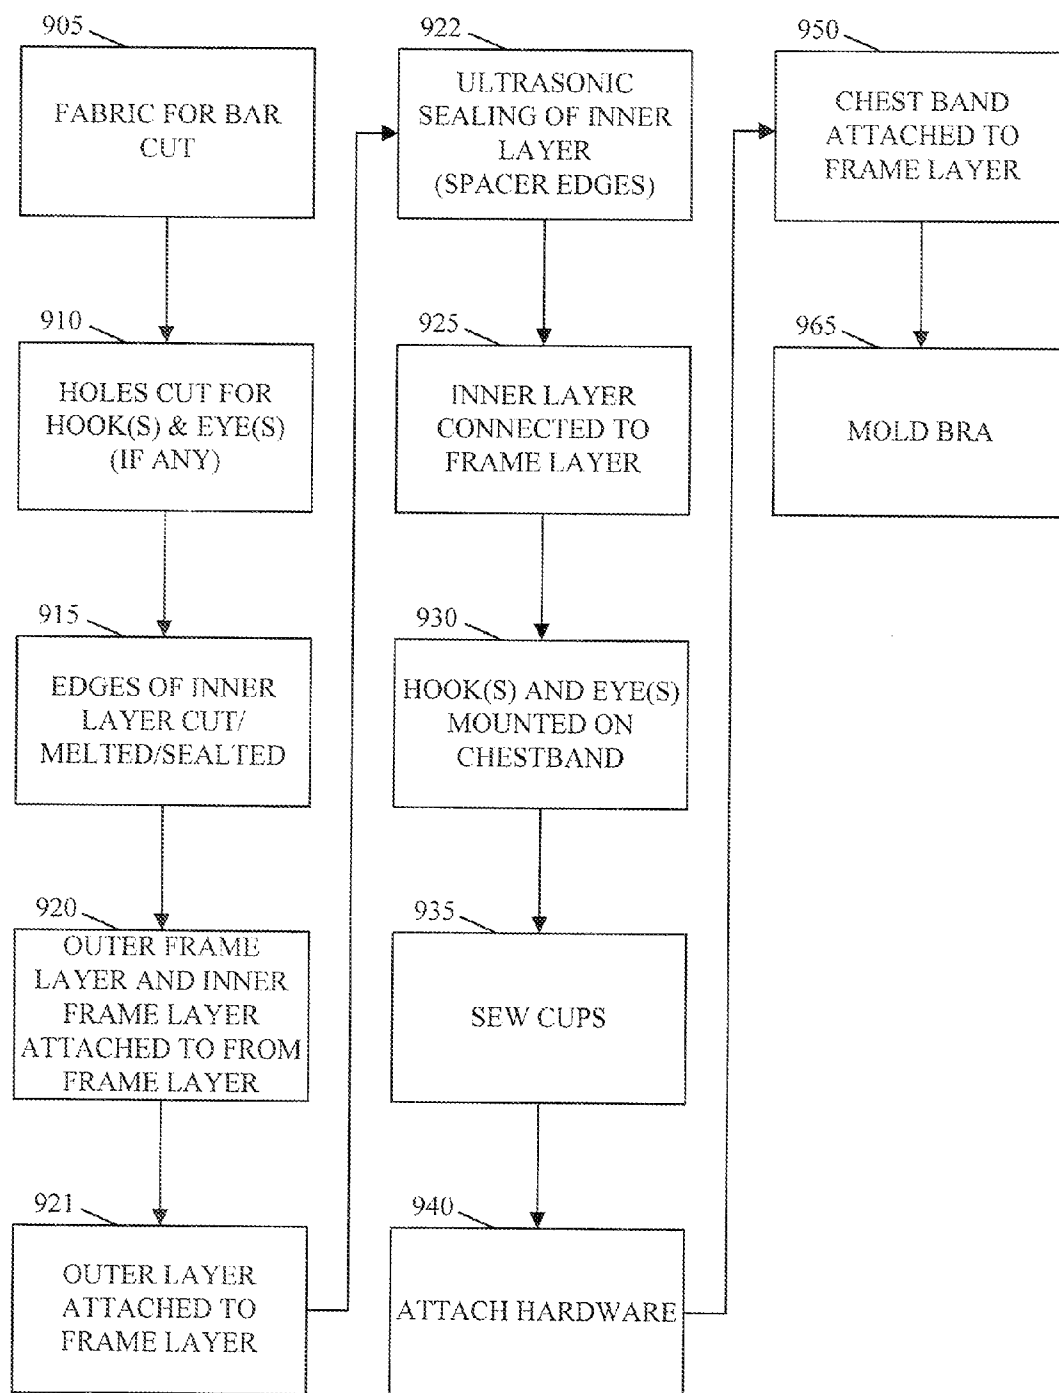 905
FABRIC FOR BAR
CUT
910
HOLES CUT FOR
HOOK(S) & EYE(S)
(IF ANY)
915
EDGES OF INNER
LAYER CUT/
MELTED/SEALTED
920
OUTER FRAME
LAYER AND INNER
FRAME LAYER
ATTACHED TO FROM
FRAME LAYER
921
OUTER LAYER
ATTACHED TO
FRAME LAYER
922
ULTRASONIC
SEALING OF INNER
LAYER
(SPACER EDGES)
925
INNER LAYER
CONNECTED TO
FRAME LAYER
930
HOOK(S) AND EYE(S)
MOUNTED ON
CHESTBAND
935
SEW CUPS
940
ATTACH HARDWARE
950
CHEST BAND
ATTACHED TO
FRAME LAYER
965
MOLD BRA